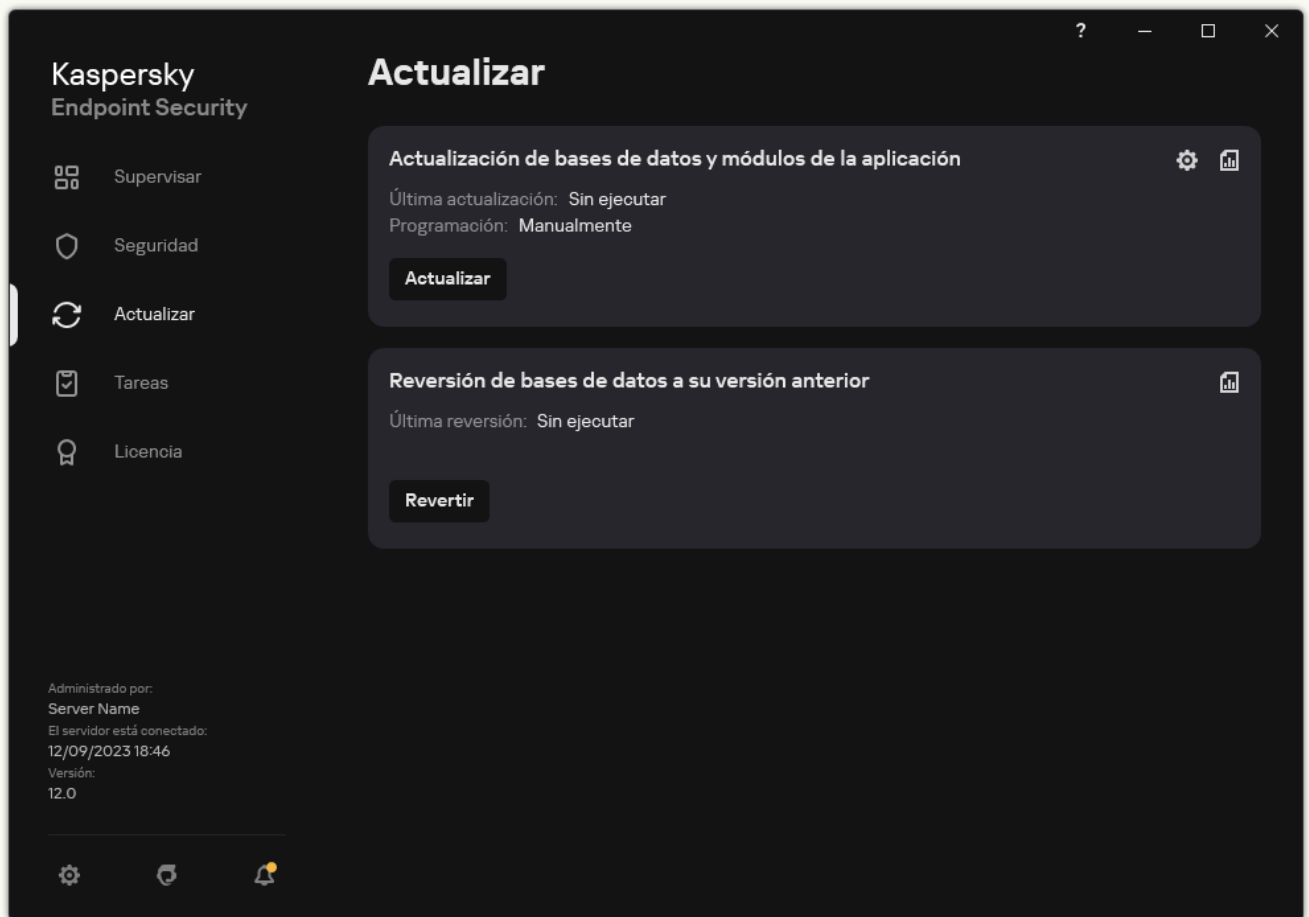 ?
Kaspersky
Endpoint Security
Supervisar
Seguridad
Actualizar
Tareas
Licencia
Administrado por:
Server Name
El servidor está conectado:
12/09/2023 18:46
Versión:
12.0
Actualizar
Actualización de bases de datos y módulos de la aplicación
Última actualización: Sin ejecutar
Programación: Manualmente
Actualizar
Reversión de bases de datos a su versión anterior
Última reversión: Sin ejecutar
Revertir